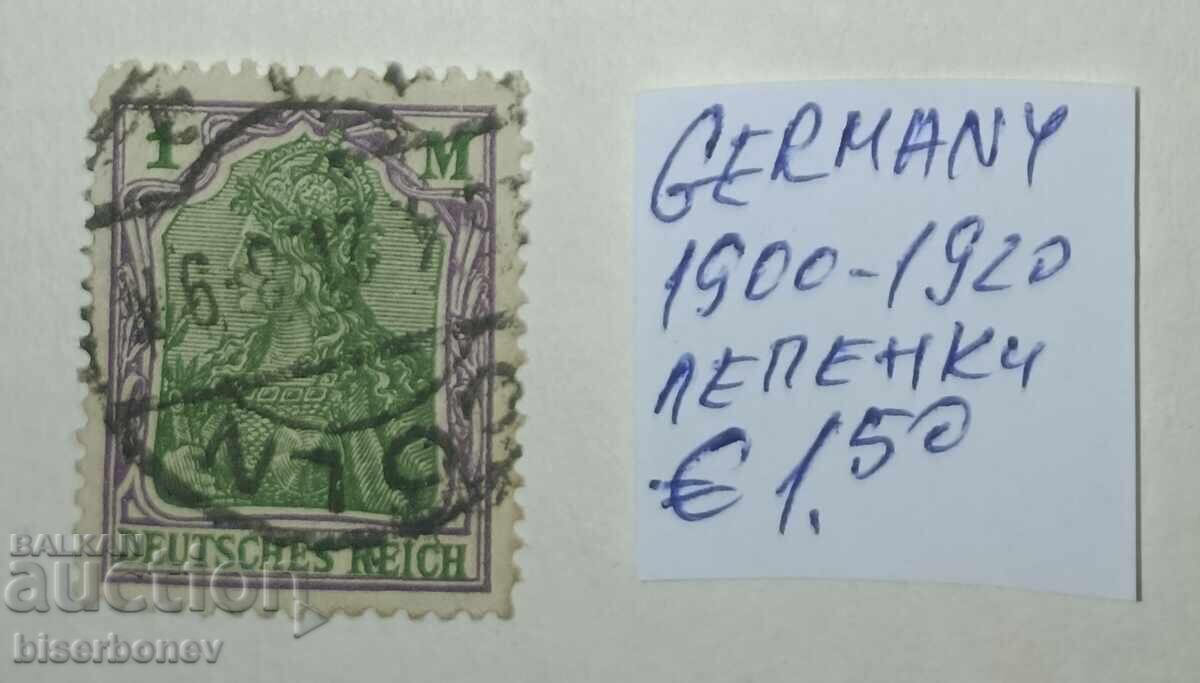 1 M
DEUTSCHES REICH
GERMANY
1900-1920
ЛЕПЕНКИ
€ 1.50
BALKAN
auction
biserbonev